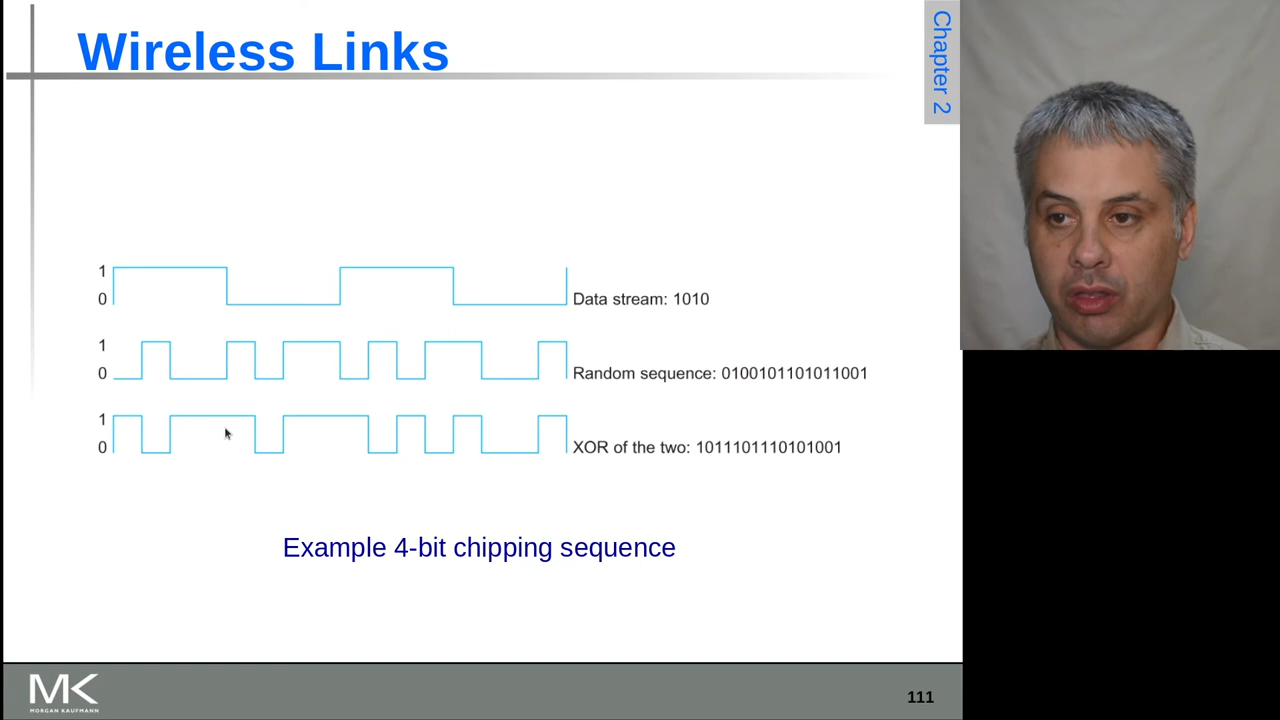 Wireless Links
Chapter 2
1
0
Data stream: 1010
1
0
Random sequence: 0100101101011001
1
0
XOR of the two: 1011101110101001
Example 4-bit chipping sequence
MK
MORGAN KAUFMANN
111